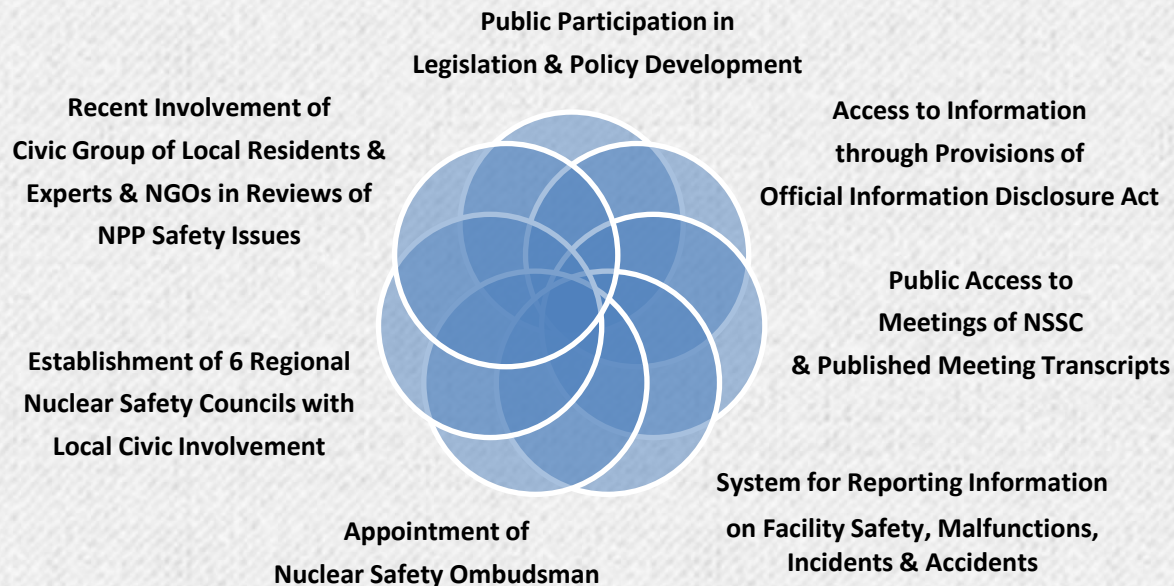 Public Participation in
Legislation & Policy Development
Access to Information
through Provisions of
Official Information Disclosure Act
Public Access to
Meetings of NSSC
& Published Meeting Transcripts
System for Reporting Information
on Facility Safety, Malfunctions,
Incidents & Accidents
Appointment of
Nuclear Safety Ombudsman
Establishment of 6 Regional
Nuclear Safety Councils with
Local Civic Involvement
Recent Involvement of
Civic Group of Local Residents &
Experts & NGOs in Reviews of
NPP Safety Issues